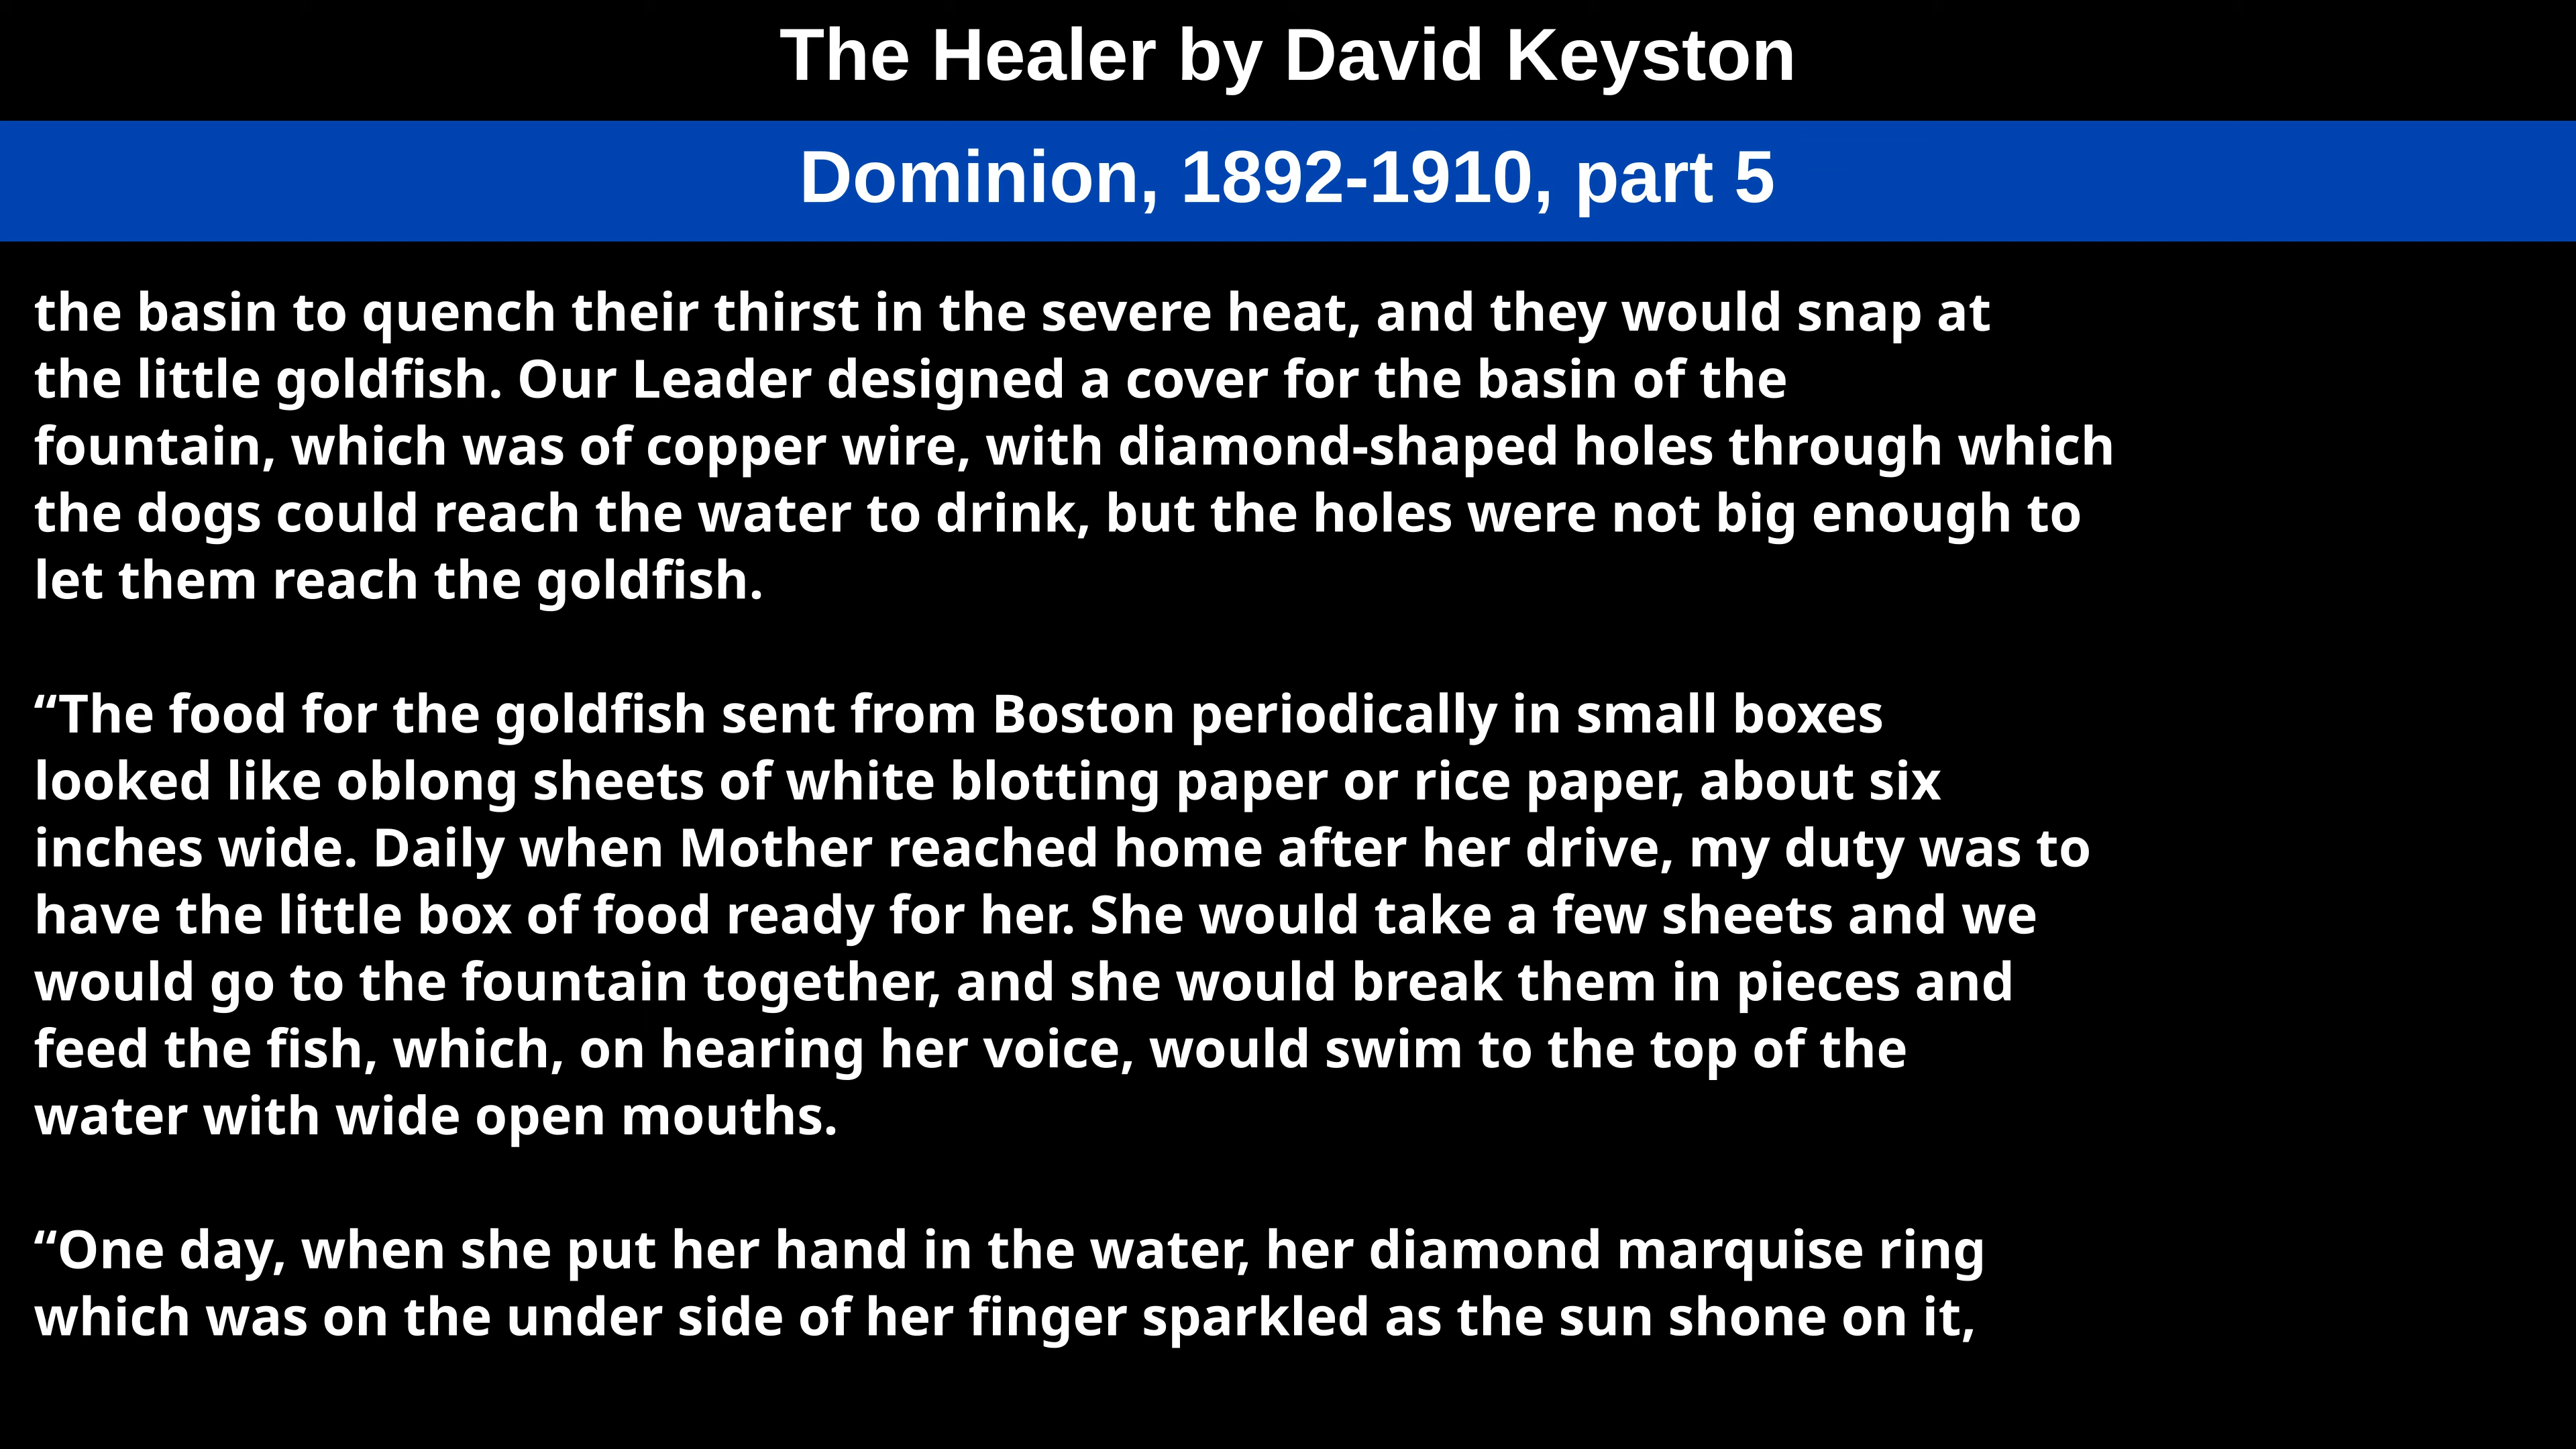 The Healer by David Keyston
Dominion, 1892-1910, part 5
the basin to quench their thirst in the severe heat, and they would snap at
the little goldfish. Our Leader designed a cover for the basin of the
fountain, which was of copper wire, with diamond-shaped holes through which
the dogs could reach the water to drink, but the holes were not big enough to
let them reach the goldfish.
“The food for the goldfish sent from Boston periodically in small boxes
looked like oblong sheets of white blotting paper or rice paper, about six
inches wide. Daily when Mother reached home after her drive, my duty was to
have the little box of food ready for her. She would take a few sheets and we
would go to the fountain together, and she would break them in pieces and
feed the fish, which, on hearing her voice, would swim to the top of the
water with wide open mouths.
“One day, when she put her hand in the water, her diamond marquise ring
which was on the under side of her finger sparkled as the sun shone on it,